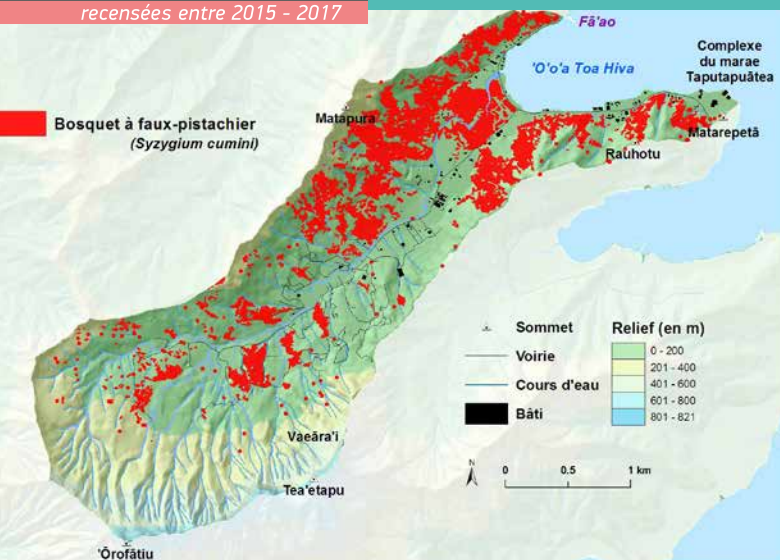 recensées entre 2015 - 2017
Fā'ao
Complexe
du marae
Taputapuātea
'O'o'a Toa Hiva
Bosquet à faux-pistachier
(Syzygium cumini)
Matapura
Matarepetā
Rauhotu
Sommet
Voirie
Cours d'eau
Bâti
Relief (en m)
0 - 200
201 - 400
401 - 600
601 - 800
801 - 821
Vaeāra'i
Tea'etapu
'Ōrofātiu
N
0 0.5 1 km